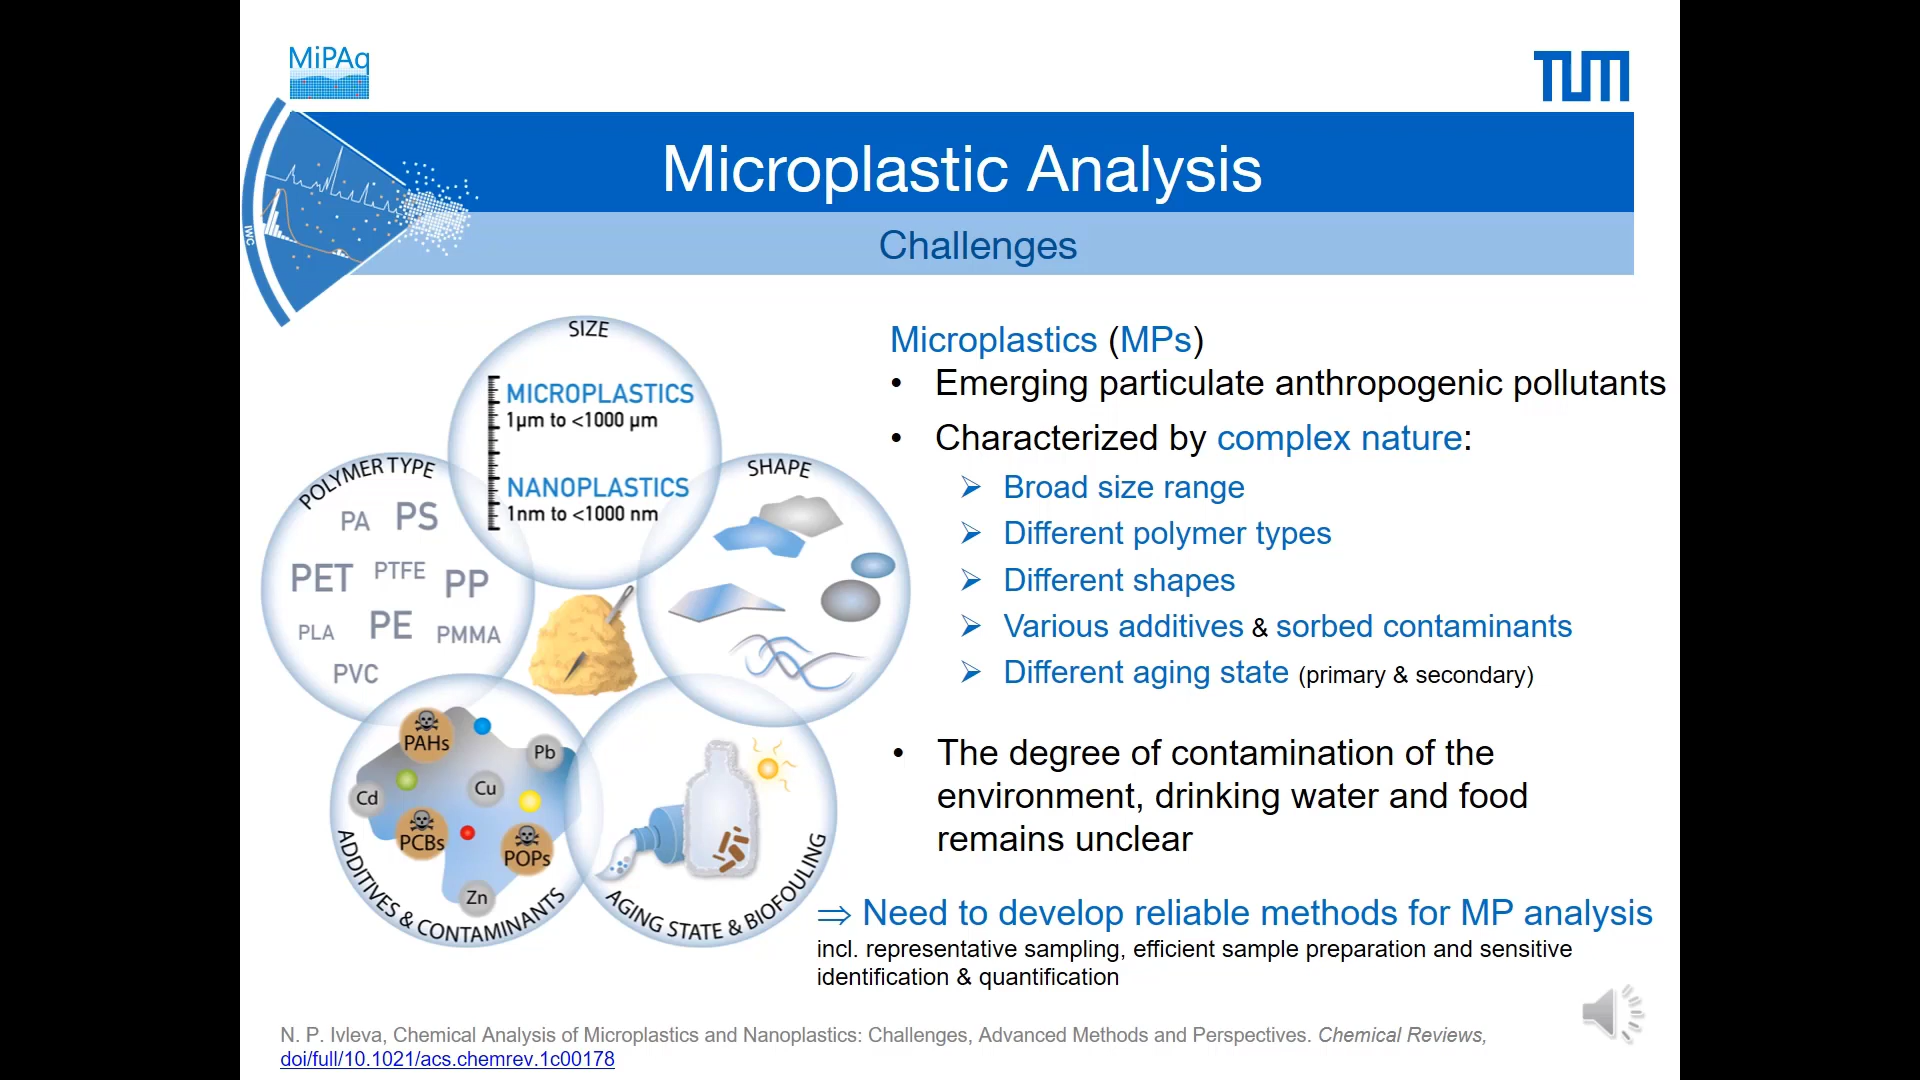 MiPAq
TUM
IWC
Microplastic Analysis
Challenges
SIZE
MICROPLASTICS
1µm to <1000 µm
NANOPLASTICS
1nm to <1000 nm
POLYMER TYPE
PA PS
PET PTFE PP
PLA PE PMMA
PVC
SHAPE
PAHs
Pb
Cd
Cu
PCBs
POPs
Zn
ADDITIVES & CONTAMINANTS
AGING STATE & BIOFOULING
Microplastics (MPs)
• Emerging particulate anthropogenic pollutants
• Characterized by complex nature:
➢ Broad size range
➢ Different polymer types
➢ Different shapes
➢ Various additives & sorbed contaminants
➢ Different aging state (primary & secondary)
• The degree of contamination of the
environment, drinking water and food
remains unclear
⇒ Need to develop reliable methods for MP analysis
incl. representative sampling, efficient sample preparation and sensitive
identification & quantification
N. P. Ivleva, Chemical Analysis of Microplastics and Nanoplastics: Challenges, Advanced Methods and Perspectives. Chemical Reviews,
doi/full/10.1021/acs.chemrev.1c00178